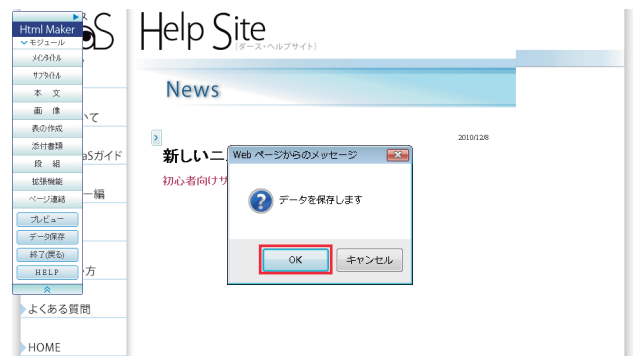 Html Maker
モジュール
メインタイトル
サブタイトル
本 文
画 像
表の作成
添付書類
段 組
拡張機能
ページ連結
プレビュー
データ保存
終了(戻る)
HELP
aS
Help Site
[ダース・ヘルプサイト]
News
いて
aSガイド
ー編
方
よくある質問
HOME
2010/12/8
新しいニ
初心者向けサ
Web ページからのメッセージ
データを保存します
OK
キャンセル